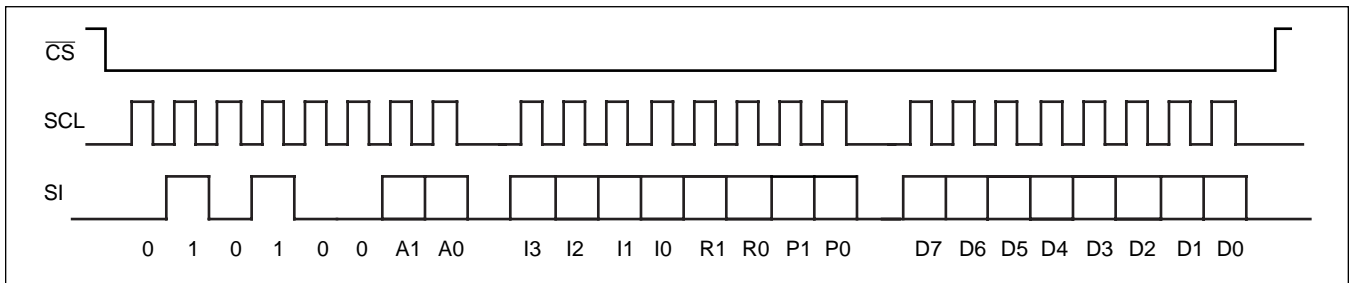 CS
SCL
SI
0 1 0 1 0 0 A1 A0 I3 I2 I1 I0 R1 R0 P1 P0 D7 D6 D5 D4 D3 D2 D1 D0